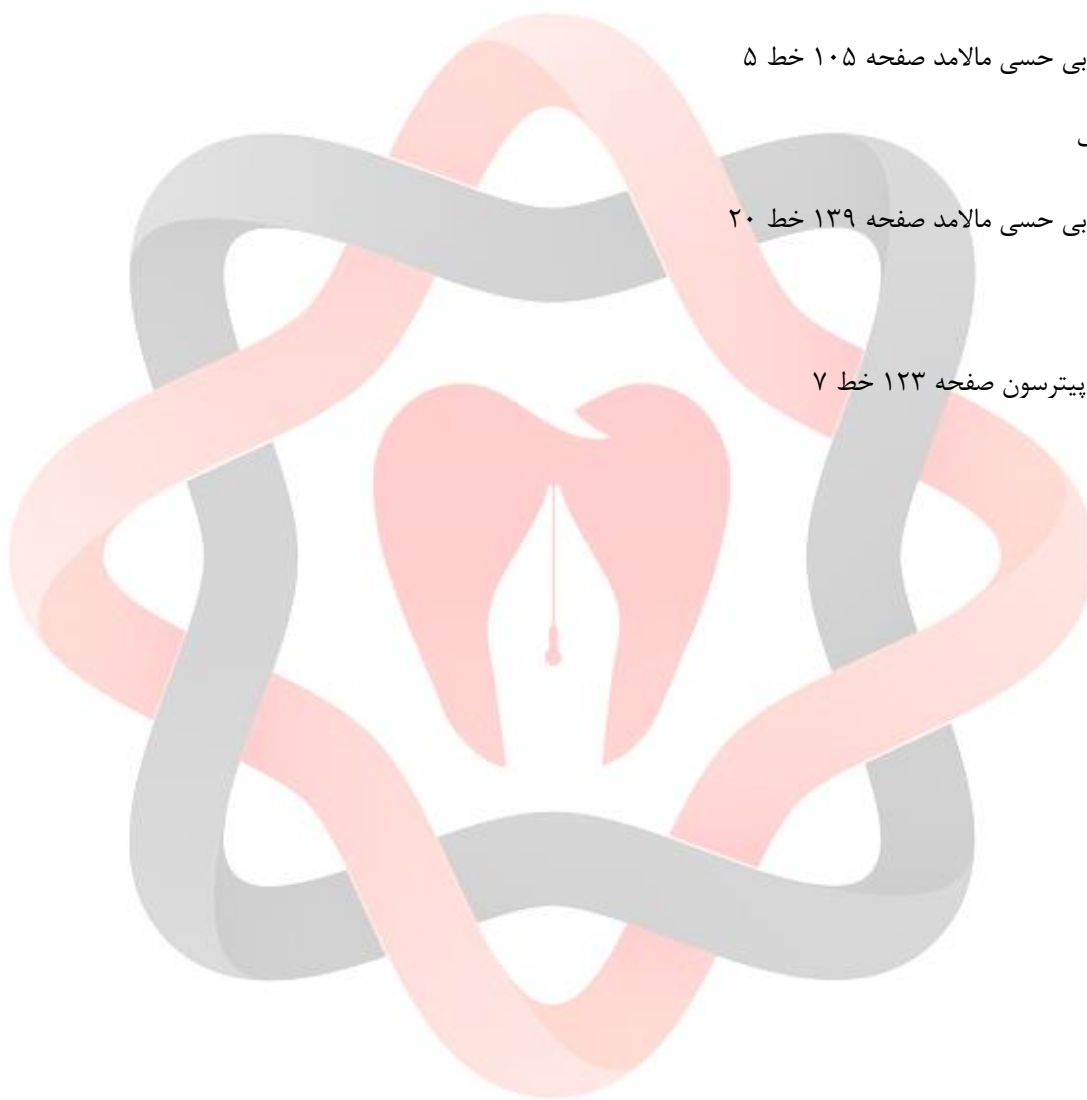 بی حسی مالامد صفحه ۱۰۵ خط ۵
بی حسی مالامد صفحه ۱۳۹ خط ۲۰
پیترسون صفحه ۱۲۳ خط ۷